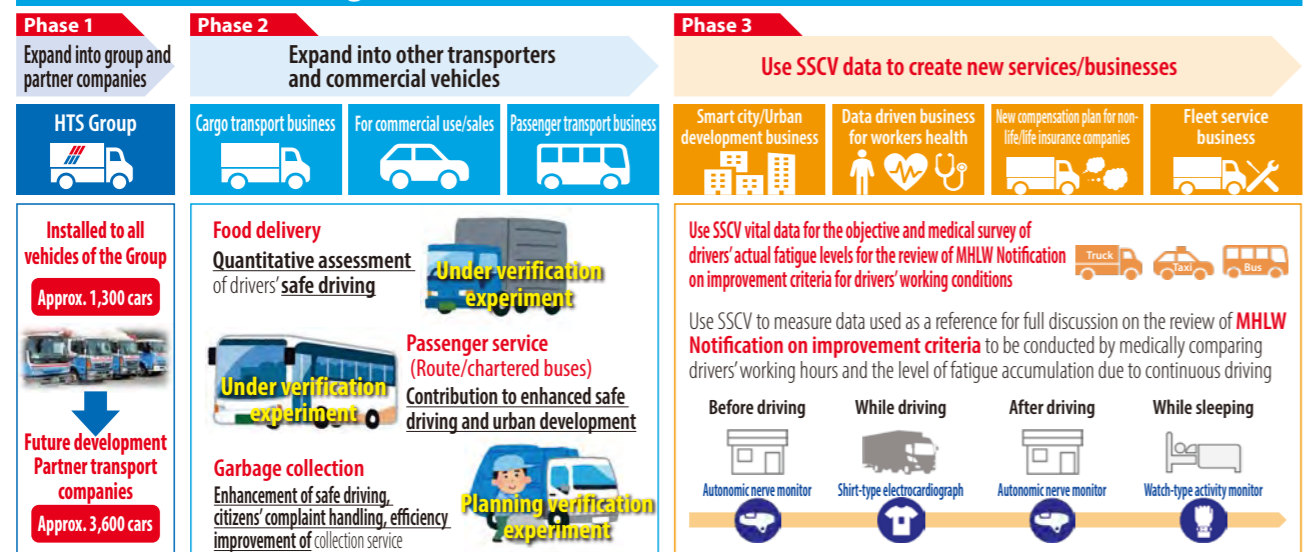 Phase 1
Expand into group and
partner companies
Phase 2
Expand into other transporters
and commercial vehicles
Phase 3
Use SSCV data to create new services/businesses
HTS Group
Cargo transport business
For commercial use/sales
Passenger transport business
Smart city/Urban
development business
Data driven business
for workers health
New compensation plan for non-
life/life insurance companies
Fleet service
business
Installed to all
vehicles of the Group
Approx. 1,300 cars
Future development
Partner transport
companies
Approx. 3,600 cars
Food delivery
Quantitative assessment
of drivers' safe driving
Under verification
experiment
Passenger service
(Route/chartered buses)
Contribution to enhanced safe
driving and urban development
Under verification
experiment
Garbage collection
Enhancement of safe driving,
citizens' complaint handling, efficiency
improvement of collection service
Planning verification
experiment
Use SSCV vital data for the objective and medical survey of
drivers' actual fatigue levels for the review of MHLW Notification
on improvement criteria for drivers' working conditions
Truck
Taxi
Bus
Use SSCV to measure data used as a reference for full discussion on the review of MHLW
Notification on improvement criteria to be conducted by medically comparing
drivers' working hours and the level of fatigue accumulation due to continuous driving
Before driving
While driving
After driving
While sleeping
Autonomic nerve monitor
Shirt-type electrocardiograph
Autonomic nerve monitor
Watch-type activity monitor